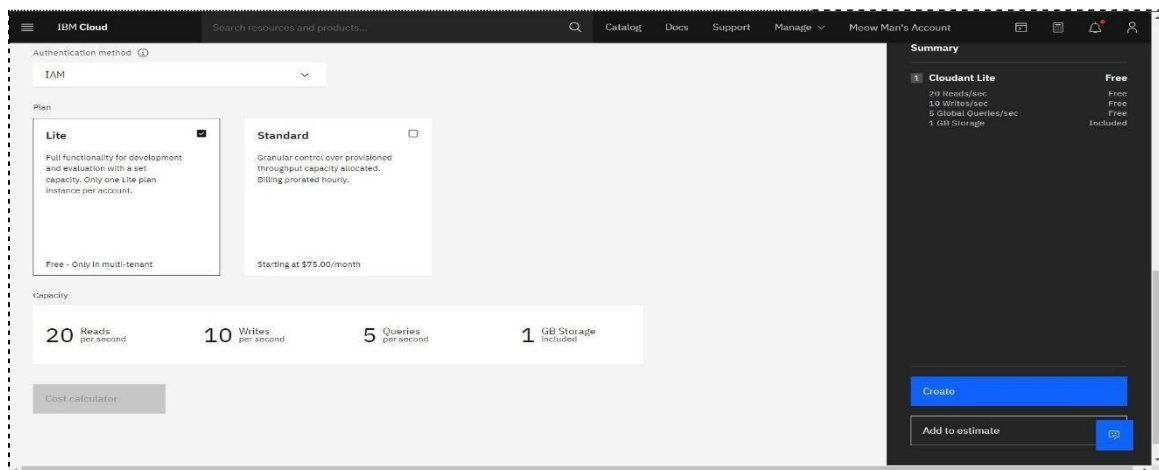 IBM Cloud
Search resources and products...
Catalog
Docs
Support
Manage
Meow Man's Account
Authentication method
IAM
Plan
Lite
Full functionality for development
and evaluation with a set
capacity. Only one Lite plan
instance per account.
Free - Only in multi-tenant
Standard
Granular control over provisioned
throughput capacity allocated.
Billing prorated hourly.
Starting at $75.00/month
Capacity
20 Reads
per second
10 Writes
per second
5 Queries
per second
1 GB Storage
included
Cost calculator
Summary
1 Cloudant Lite Free
20 Reads/sec Free
10 Writes/sec Free
5 Global Queries/sec Free
1 GB Storage Included
Create
Add to estimate